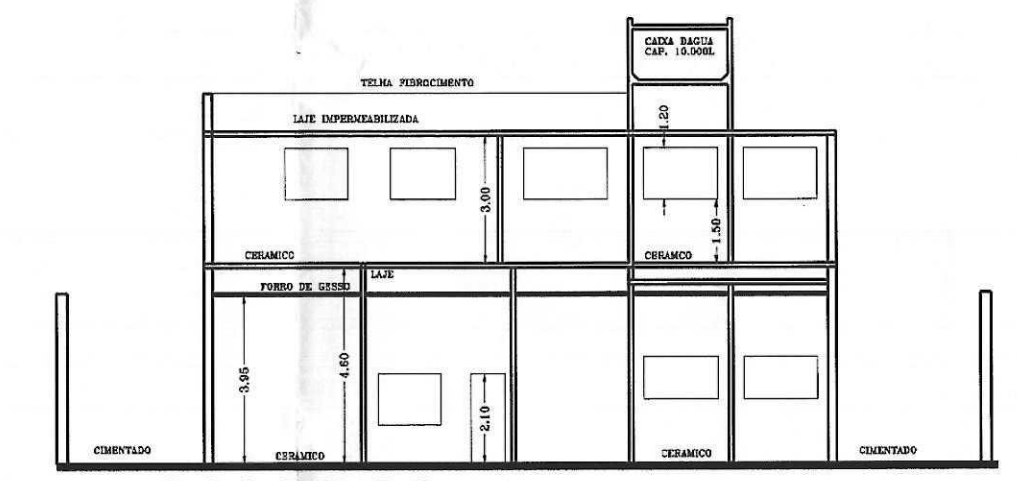 CAIXA DAGUA
CAP. 10.000L
TELHA FIBROCIMENTO
LAJE IMPERMEABILIZADA
1.20
3.00
1.50
CERAMICO
CERAMCO
LAJE
FORRO DE GESSO
3.95
4.60
2.10
CIMENTADO
CERAMICO
CERAMICO
CIMENTADO